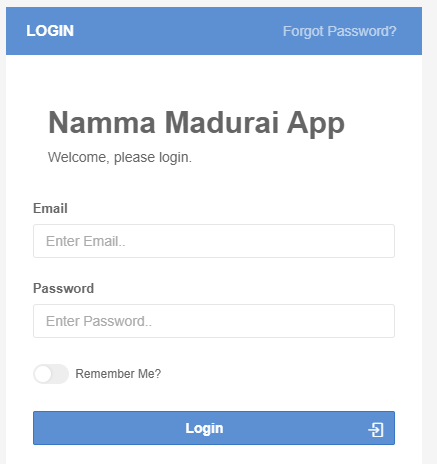 LOGIN Forgot Password?
Namma Madurai App
Welcome, please login.
Email
Enter Email..
Password
Enter Password..
Remember Me?
Login